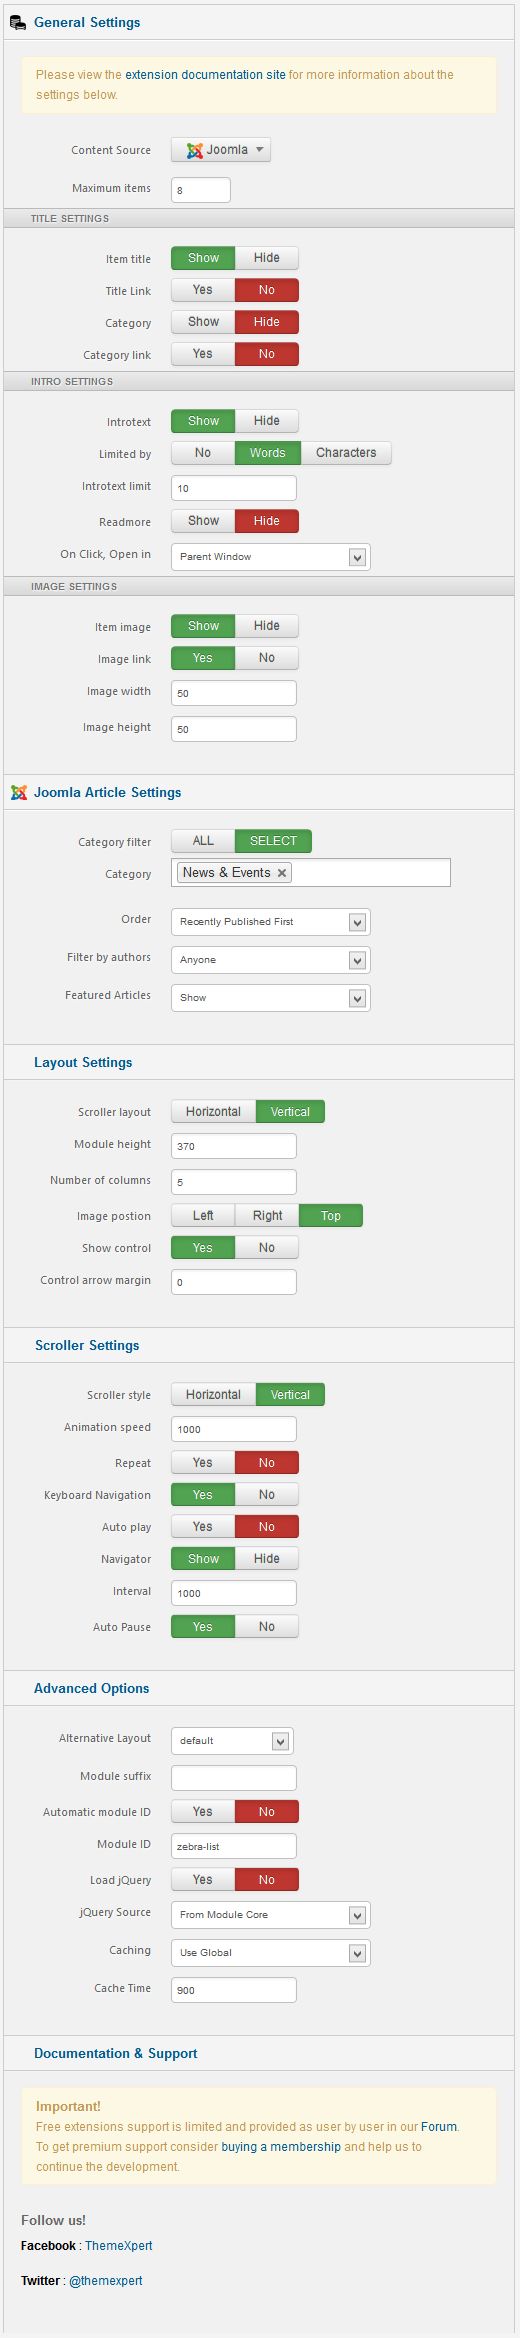 General Settings
Please view the extension documentation site for more information about the
settings below.
Content Source Joomla
Maximum items 8
TITLE SETTINGS
Item title Show Hide
Title Link Yes No
Category Show Hide
Category link Yes No
INTRO SETTINGS
Introtext Show Hide
Limited by No Words Characters
Introtext limit 10
Readmore Show Hide
On Click, Open in Parent Window
IMAGE SETTINGS
Item image Show Hide
Image link Yes No
Image width 50
Image height 50
Joomla Article Settings
Category filter ALL SELECT
Category News & Events ×
Order Recently Published First
Filter by authors Anyone
Featured Articles Show
Layout Settings
Scroller layout Horizontal Vertical
Module height 370
Number of columns 5
Image postion Left Right Top
Show control Yes No
Control arrow margin 0
Scroller Settings
Scroller style Horizontal Vertical
Animation speed 1000
Repeat Yes No
Keyboard Navigation Yes No
Auto play Yes No
Navigator Show Hide
Interval 1000
Auto Pause Yes No
Advanced Options
Alternative Layout default
Module suffix
Automatic module ID Yes No
Module ID zebra-list
Load jQuery Yes No
jQuery Source From Module Core
Caching Use Global
Cache Time 900
Documentation & Support
Important!
Free extensions support is limited and provided as user by user in our Forum.
To get premium support consider buying a membership and help us to
continue the development.
Follow us!
Facebook : ThemeXpert
Twitter : @themexpert